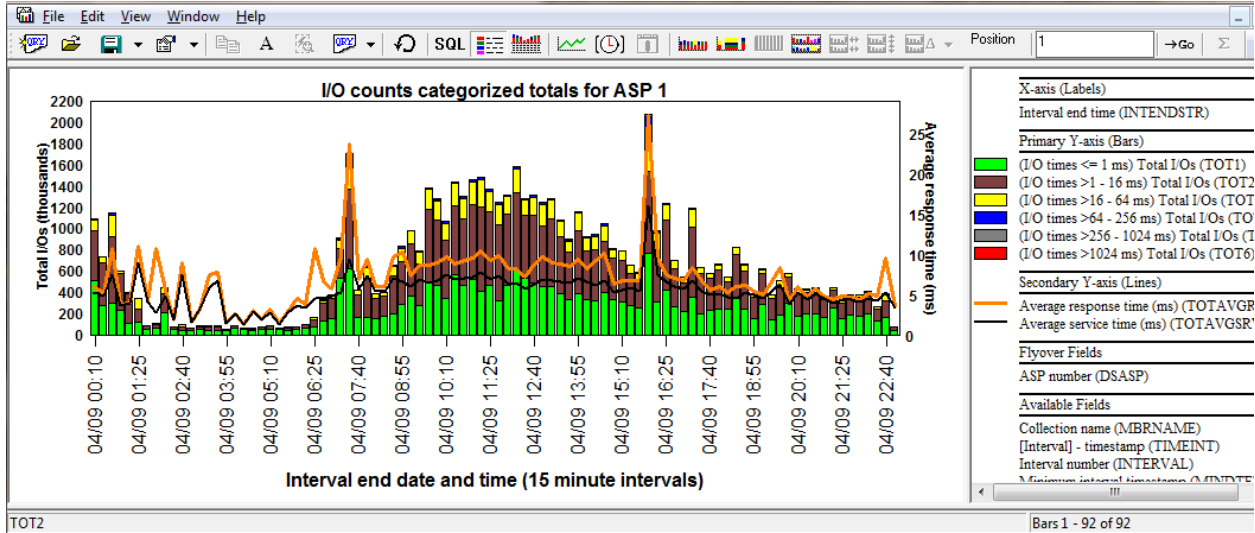 File Edit View Window Help
QRY A QRY SQL Position 1 →Go Σ
I/O counts categorized totals for ASP 1
Total I/Os (thousands)
2200
2000
1800
1600
1400
1200
1000
800
600
400
200
0
Average response time (ms)
25
20
15
10
5
0
04/09 00:10
04/09 01:25
04/09 02:40
04/09 03:55
04/09 05:10
04/09 06:25
04/09 07:40
04/09 08:55
04/09 10:10
04/09 11:25
04/09 12:40
04/09 13:55
04/09 15:10
04/09 16:25
04/09 17:40
04/09 18:55
04/09 20:10
04/09 21:25
04/09 22:40
Interval end date and time (15 minute intervals)
X-axis (Labels)
Interval end time (INTENDSTR)
Primary Y-axis (Bars)
(I/O times <= 1 ms) Total I/Os (TOT1)
(I/O times >1 - 16 ms) Total I/Os (TOT2
(I/O times >16 - 64 ms) Total I/Os (TOT
(I/O times >64 - 256 ms) Total I/Os (TO
(I/O times >256 - 1024 ms) Total I/Os (T
(I/O times >1024 ms) Total I/Os (TOT6)
Secondary Y-axis (Lines)
Average response time (ms) (TOTAVGR
Average service time (ms) (TOTAVGSR
Flyover Fields
ASP number (DSASP)
Available Fields
Collection name (MBRNAME)
[Interval] - timestamp (TIMEINT)
Interval number (INTERVAL)
Minimum interval timestamp (MINDTE
TOT2
Bars 1 - 92 of 92